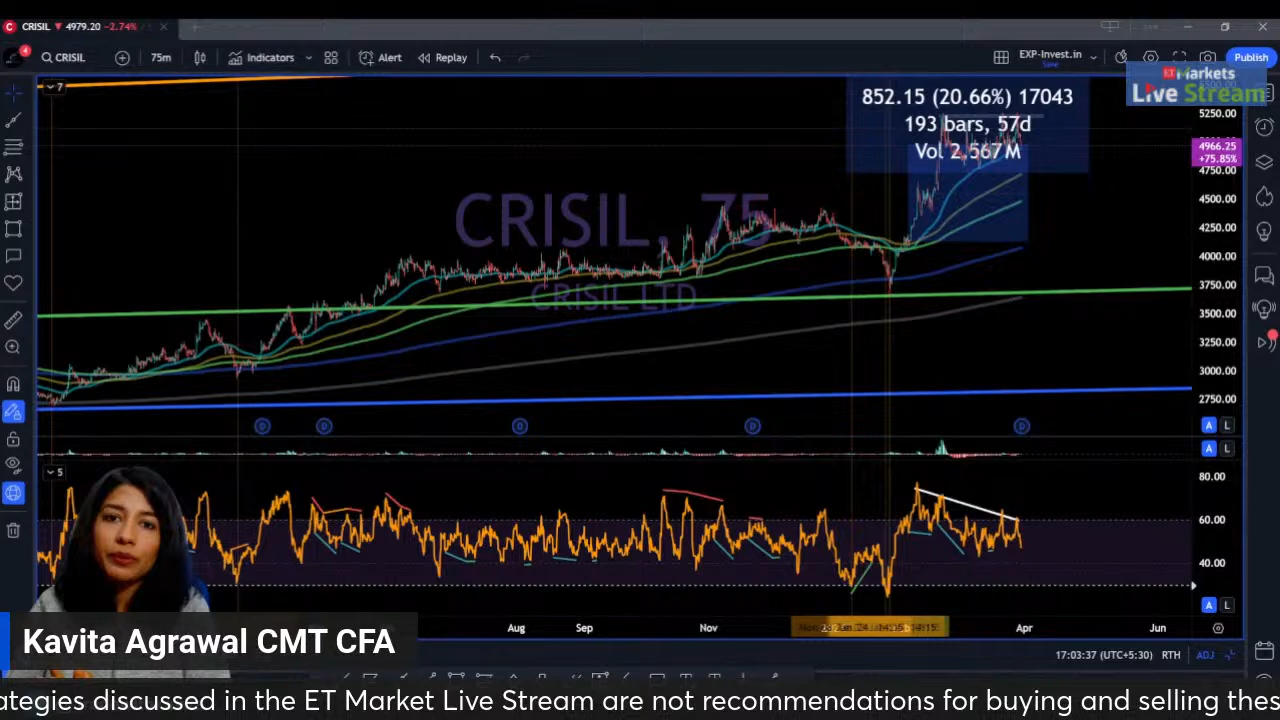 CRISIL ▼ 4979.20 −2.74%
4
CRISIL
75m
Indicators
Alert
Replay
EXP-Invest.in
Save
Publish
ET Markets
Live Stream
7
852.15 (20.66%) 17043
193 bars, 57d
Vol 2.567M
CRISIL, 75
CRISIL LTD
5250.00
4966.25
+75.85%
4750.00
4500.00
4250.00
4000.00
3750.00
3500.00
3250.00
3000.00
2750.00
D D D D D
A L
A L
5
80.00
60.00
40.00
A L
Aug Sep Nov Apr Jun
17:03:37 (UTC+5:30) RTH ADJ
Kavita Agrawal CMT CFA
ategies discussed in the ET Market Live Stream are not recommendations for buying and selling thes